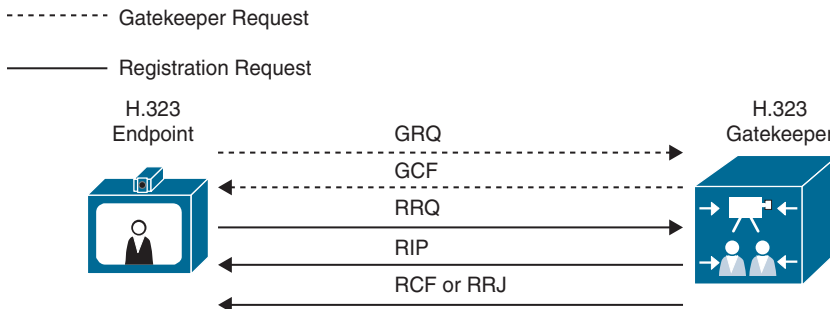 Gatekeeper Request
Registration Request
H.323
Endpoint
H.323
Gatekeeper
GRQ
GCF
RRQ
RIP
RCF or RRJ